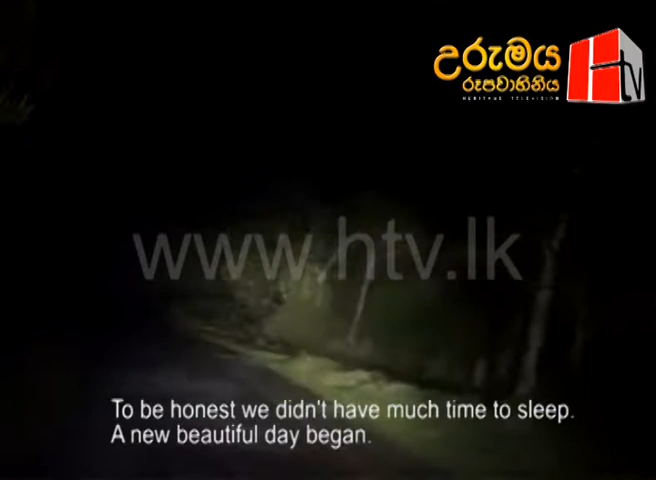 උරුමය
රූපවාහිනිය
HERITAGE TELEVISION
Htv
www.htv.lk
To be honest we didn't have much time to sleep.
A new beautiful day began.